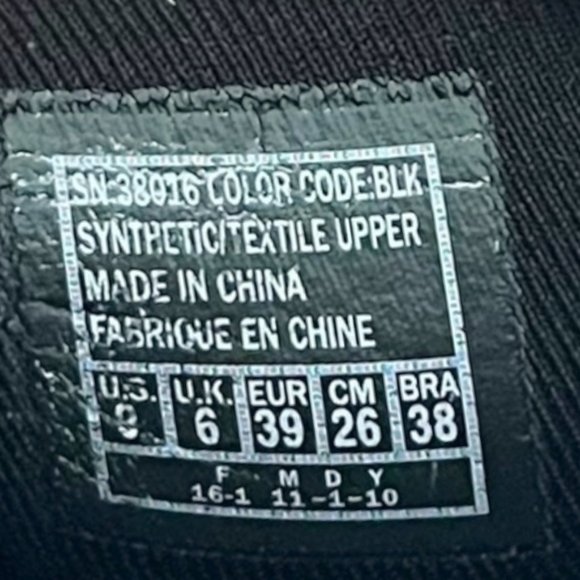 SN:38016 COLOR CODE:BLK
SYNTHETIC/TEXTILE UPPER
MADE IN CHINA
FABRIQUE EN CHINE
U.S. U.K. EUR CM BRA
9 6 39 26 38
F M D Y
16-1 11-1-10